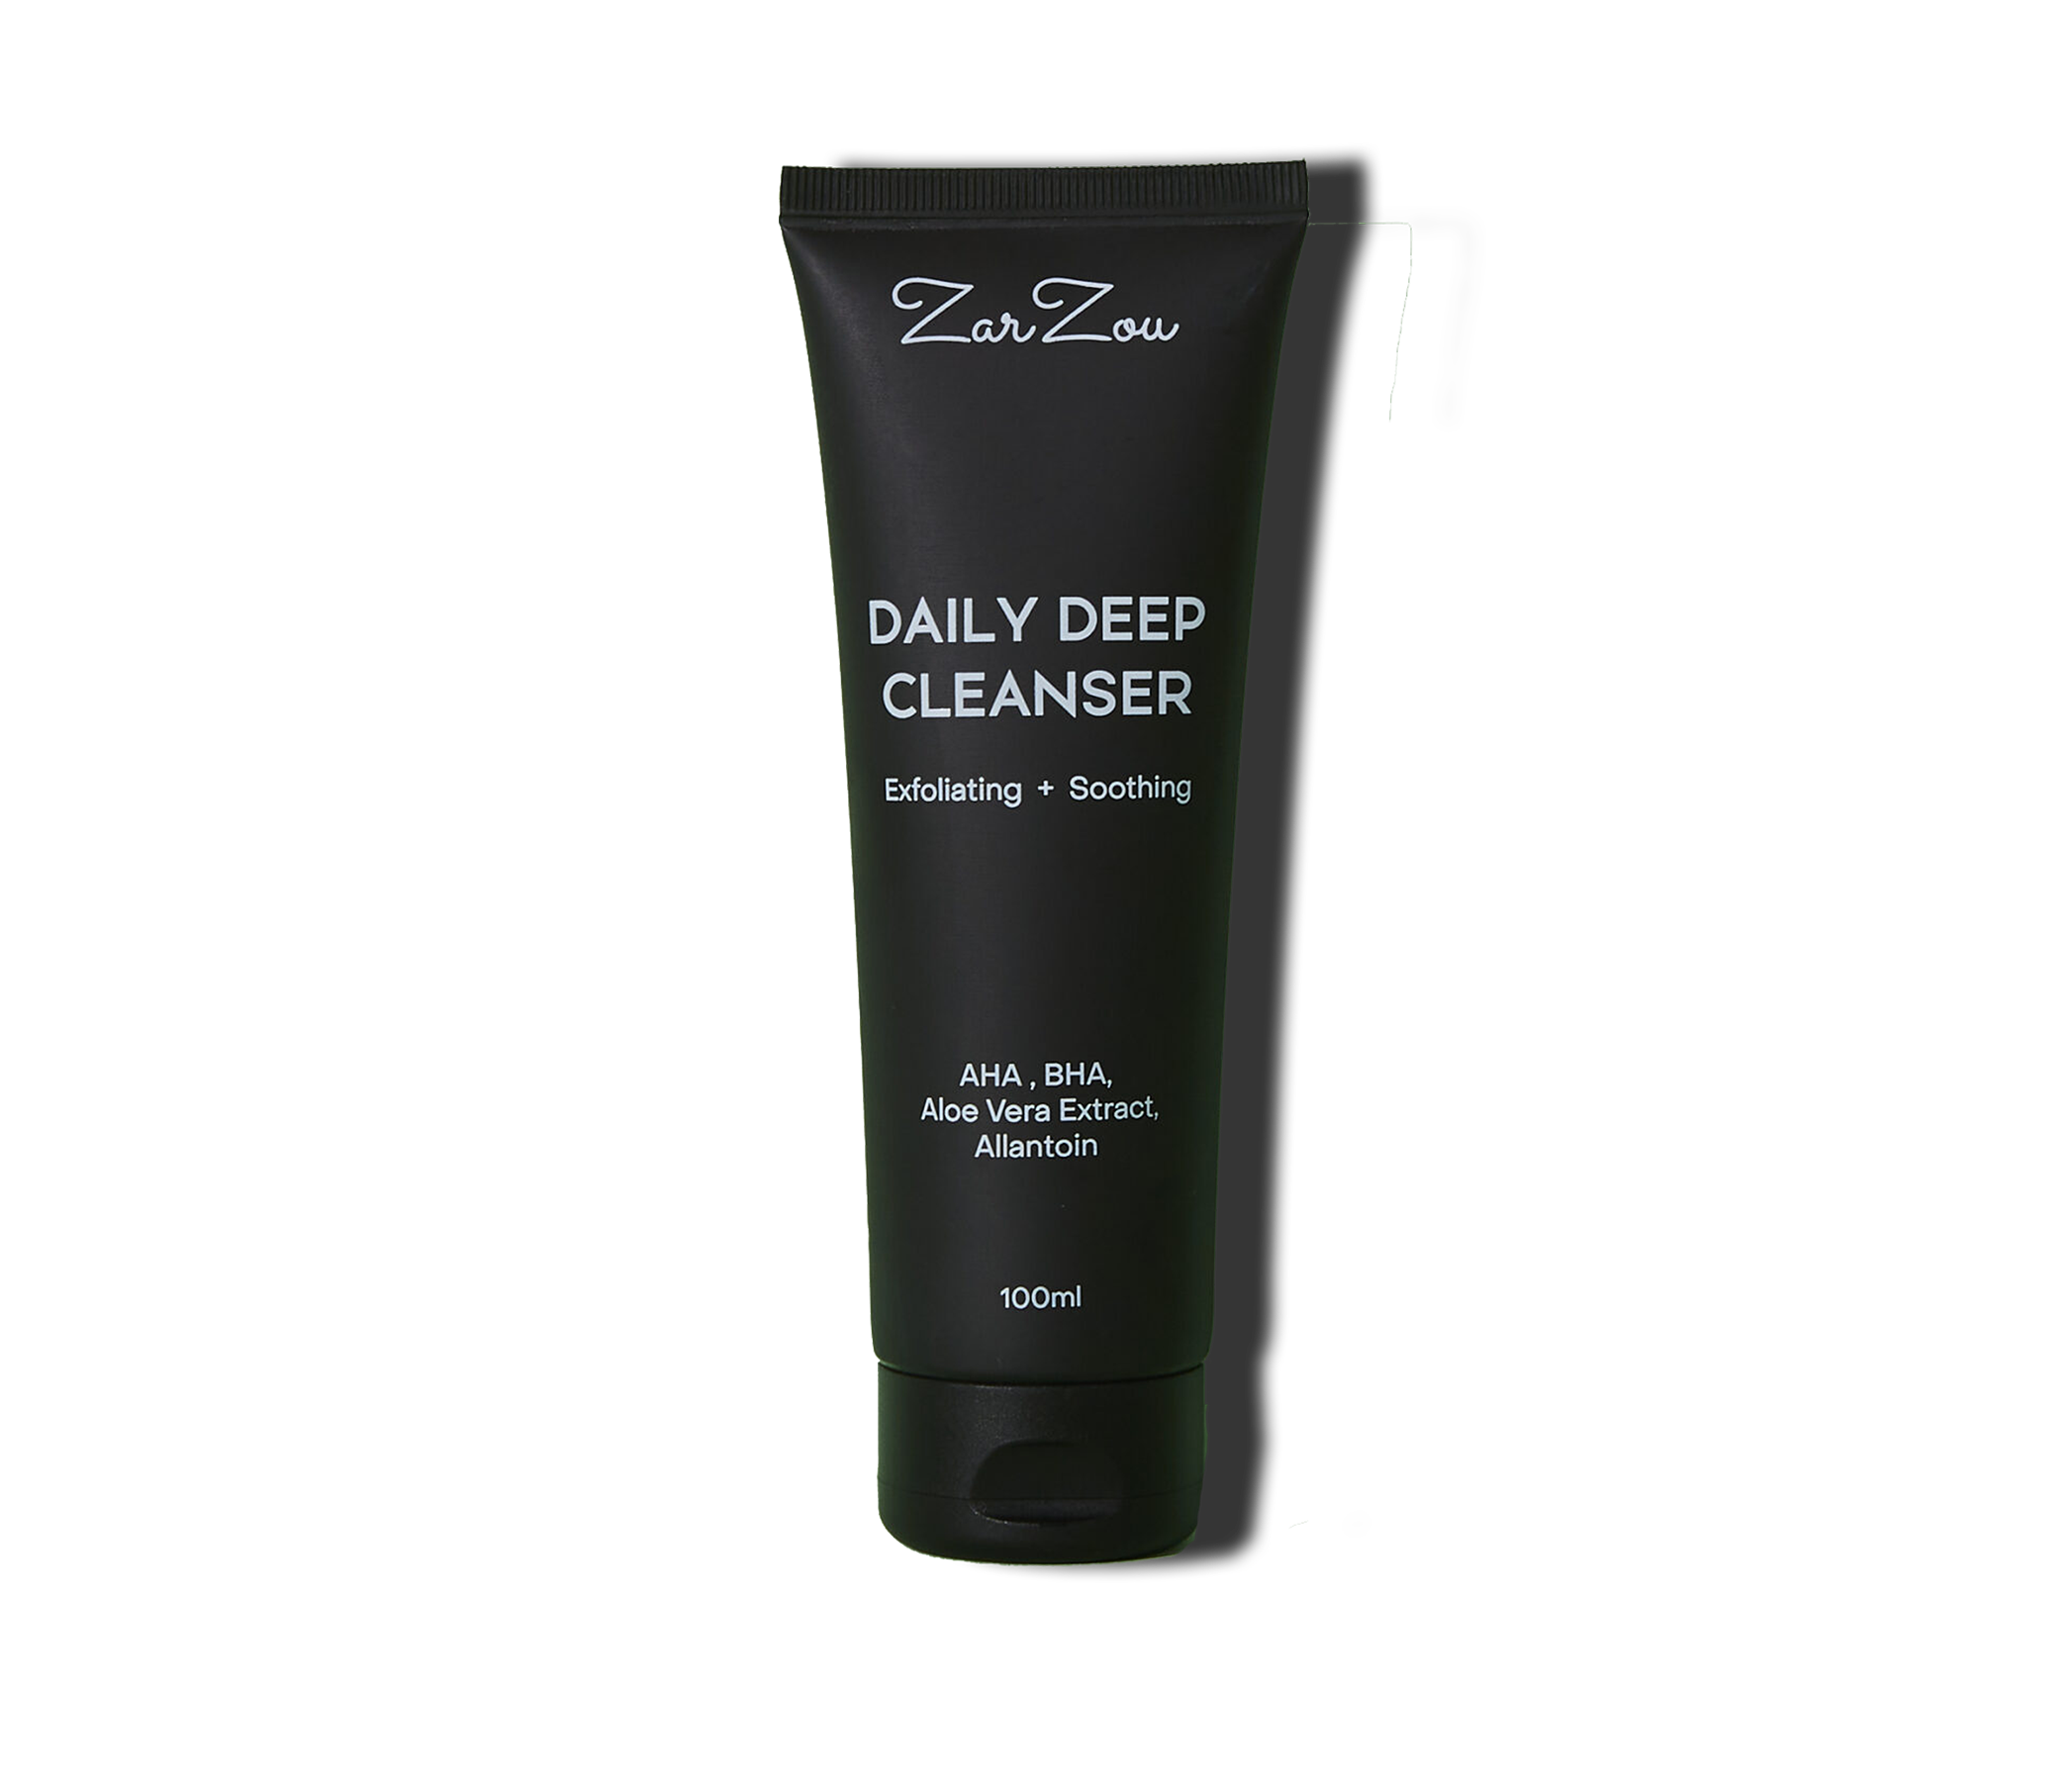 ZarZou
DAILY DEEP
CLEANSER
Exfoliating + Soothing
AHA , BHA,
Aloe Vera Extract,
Allantoin
100ml